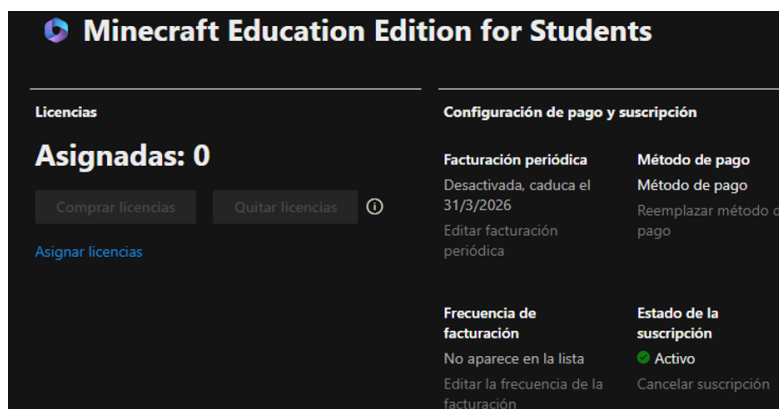 Minecraft Education Edition for Students
Licencias
Asignadas: 0
Comprar licencias
Quitar licencias
Asignar licencias
Configuración de pago y suscripción
Facturación periódica
Desactivada, caduca el
31/3/2026
Editar facturación
periódica
Método de pago
Método de pago
Reemplazar método d
pago
Frecuencia de
facturación
No aparece en la lista
Editar la frecuencia de la
facturación
Estado de la
suscripción
Activo
Cancelar suscripción